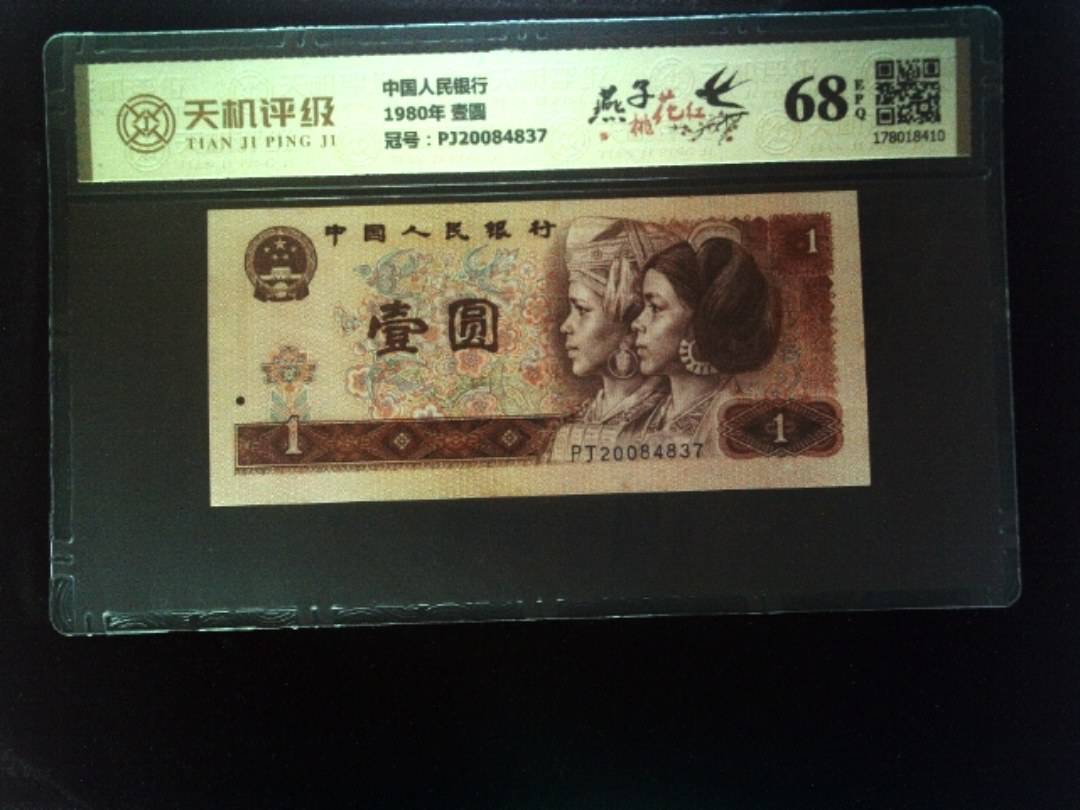 天机评级
TIAN JI PING JI
中国人民银行
1980年 壹圆
冠号：PJ20084837
燕子
桃花红
68
EPQ
178018410
中国人民银行
1
壹圆
1
PJ20084837
1